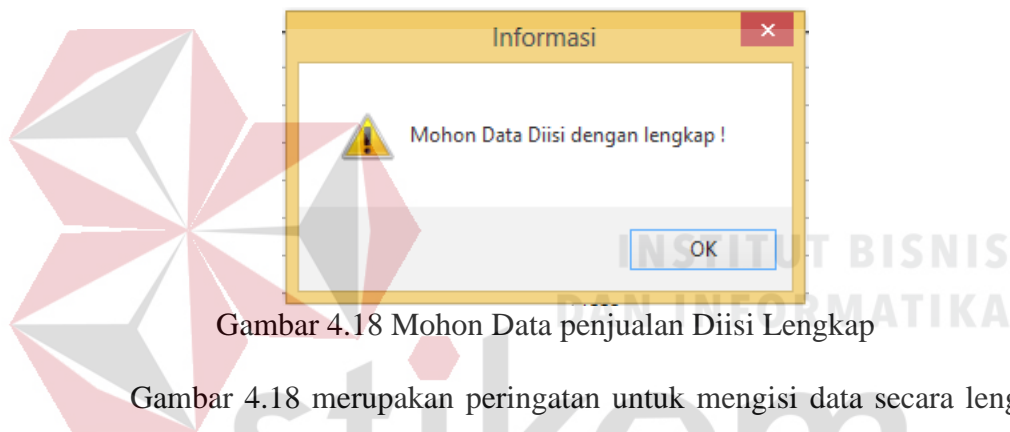 Informasi
Mohon Data Diisi dengan lengkap !
OK
INSTITUT BISNIS
DAN INFORMATIKA
Gambar 4.18 Mohon Data penjualan Diisi Lengkap
Gambar 4.18 merupakan peringatan untuk mengisi data secara leng
stikom